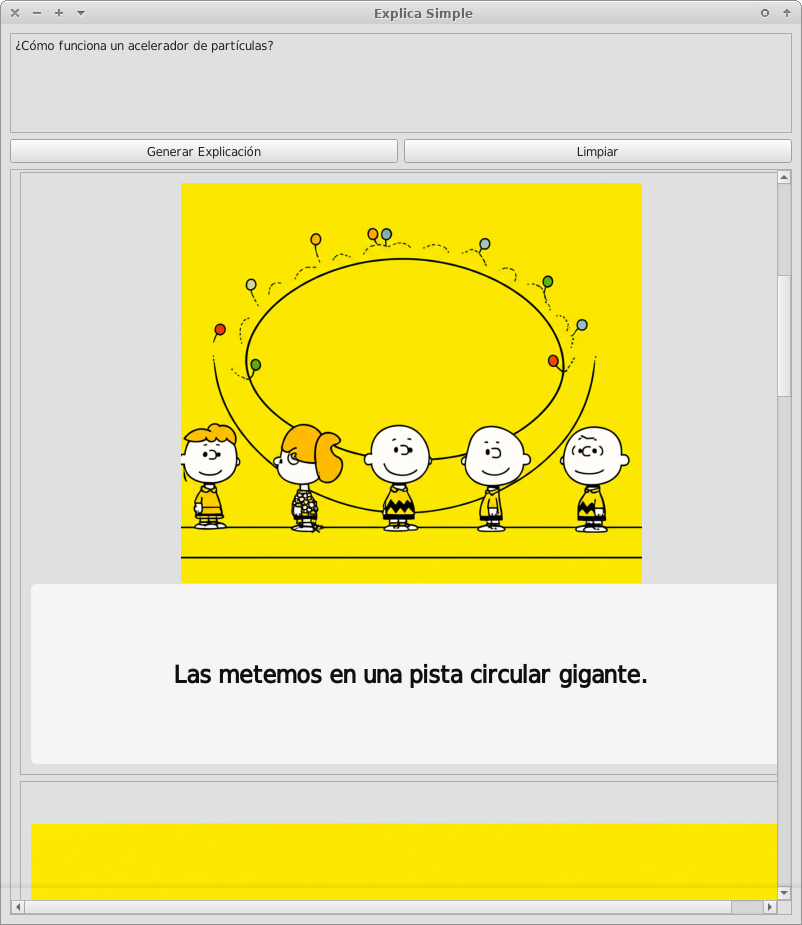 Explica Simple
¿Cómo funciona un acelerador de partículas?
Generar Explicación
Limpiar
Las metemos en una pista circular gigante.